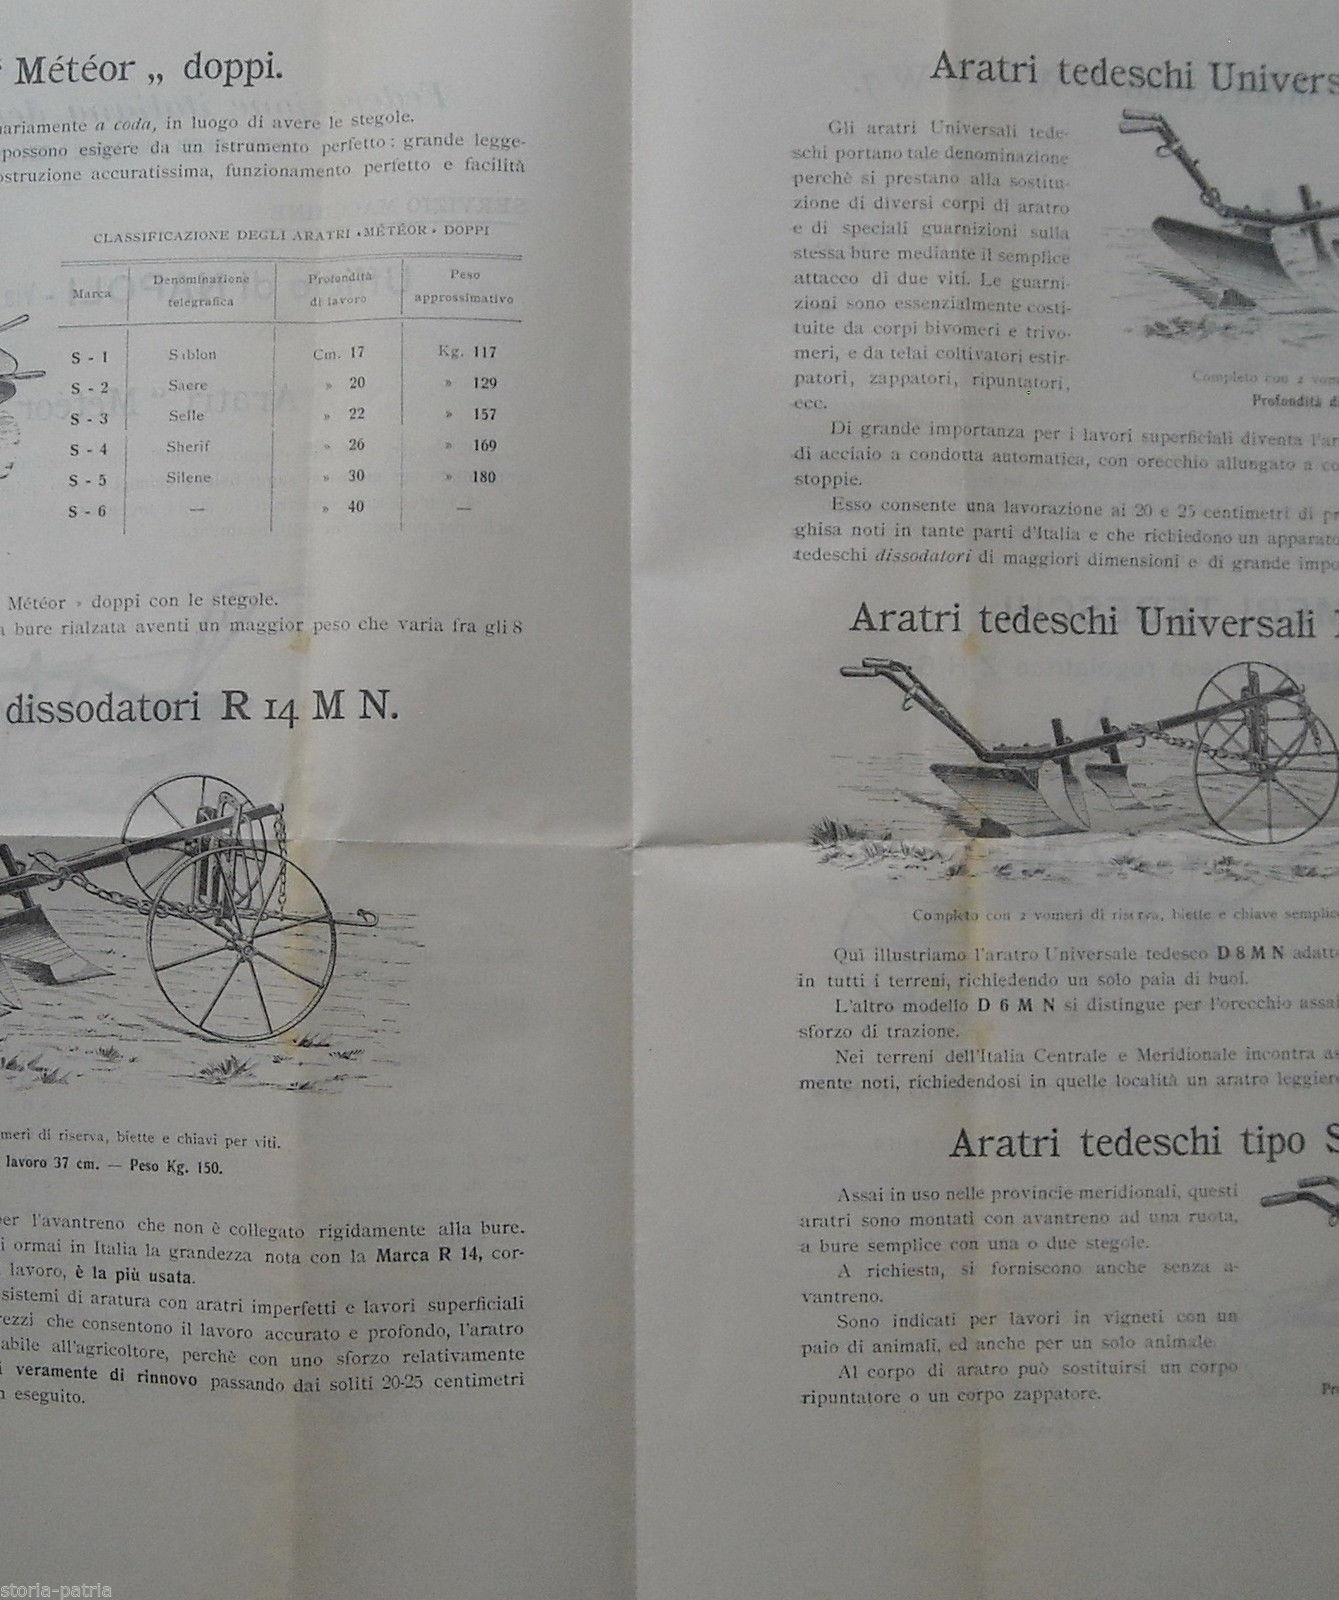 Météor „ doppi.
a coda, in luogo di avere le stegole.
possono esigere da un istrumento perfetto: grande legge-
accuratissima, funzionamento perfetto e facilità
CLASSIFICAZIONE DEGLI ARATRI «MÉTÉOR» DOPPI
Marca Denominazione telegrafica Profondità di lavoro Peso approssimativo
S - 1 Siblon Cm. 17 Kg. 117
S - 2 Sacre » 20 » 129
S - 3 Selle » 22 » 157
S - 4 Sherif » 26 » 169
S - 5 Silene » 30 » 180
S - 6 — » 40 —
Météor » doppi con le stegole.
a bure rialzata aventi un maggior peso che varia fra gli 8
dissodatori R 14 M N.
di riserva, biette e chiavi per viti.
lavoro 37 cm. — Peso Kg. 150.
l'avantreno che non è collegato rigidamente alla bure.
i ormai in Italia la grandezza nota con la Marca R 14, cor-
lavoro, è la più usata.
sistemi di aratura con aratri imperfetti e lavori superficiali
che consentono il lavoro accurato e profondo, l'aratro
all'agricoltore, perchè con uno sforzo relativamente
i veramente di rinnovo passando dai soliti 20-25 centimetri
eseguito.
Aratri tedeschi Univers
Gli aratri Universali tede-
schi portano tale denominazione
perchè si prestano alla sostitu-
zione di diversi corpi di aratro
e di speciali guarnizioni sulla
stessa bure mediante il semplice
attacco di due viti. Le guarni-
zioni sono essenzialmente costi-
tuite da corpi bivomeri e trivo-
meri, e da telai coltivatori estir-
patori, zappatori, ripuntatori,
ecc.
Completo con 2 vom
Profondità d
Di grande importanza per i lavori superficiali diventa l'ar
di acciaio a condotta automatica, con orecchio allungato a co
stoppie.
Esso consente una lavorazione ai 20 e 25 centimetri di pr
ghisa noti in tante parti d'Italia e che richiedono un apparato
tedeschi dissodatori di maggiori dimensioni e di grande impo
Aratri tedeschi Universali
Completo con 2 vomeri di riserva, biette e chiave semplic
Qui illustriamo l'aratro Universale tedesco D 8 M N adatt
in tutti i terreni, richiedendo un solo paia di buoi.
L'altro modello D 6 M N si distingue per l'orecchio assai
sforzo di trazione.
Nei terreni dell'Italia Centrale e Meridionale incontra as
mente noti, richiedendosi in quelle località un aratro leggier
Aratri tedeschi tipo S
Assai in uso nelle provincie meridionali, questi
aratri sono montati con avantreno ad una ruota,
a bure semplice con una o due stegole.
A richiesta, si forniscono anche senza a-
vantreno.
Sono indicati per lavori in vigneti con un
paio di animali, ed anche per un solo animale.
Al corpo di aratro può sostituirsi un corpo
ripuntatore o un corpo zappatore.
Pr
storia-patria